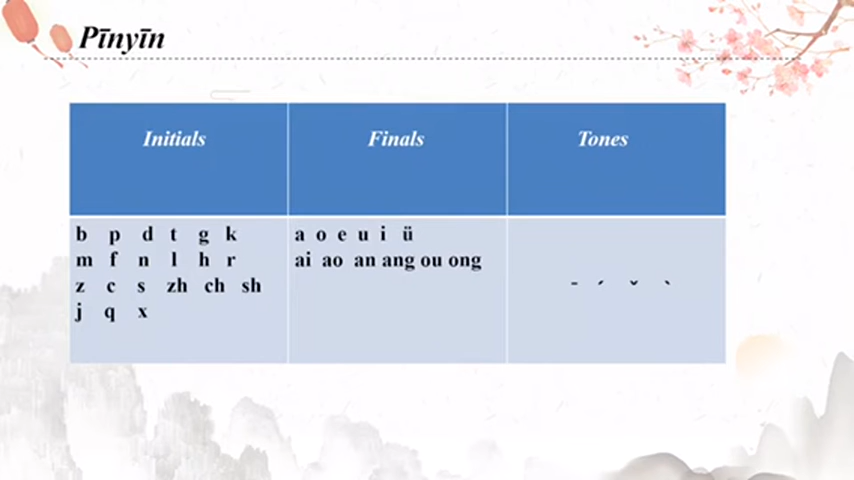 Pīnyīn
Initials Finals Tones
b p d t g k
m f n l h r
z c s zh ch sh
j q x
a o e u i ü
ai ao an ang ou ong
ˉ ˊ ˇ ˋ